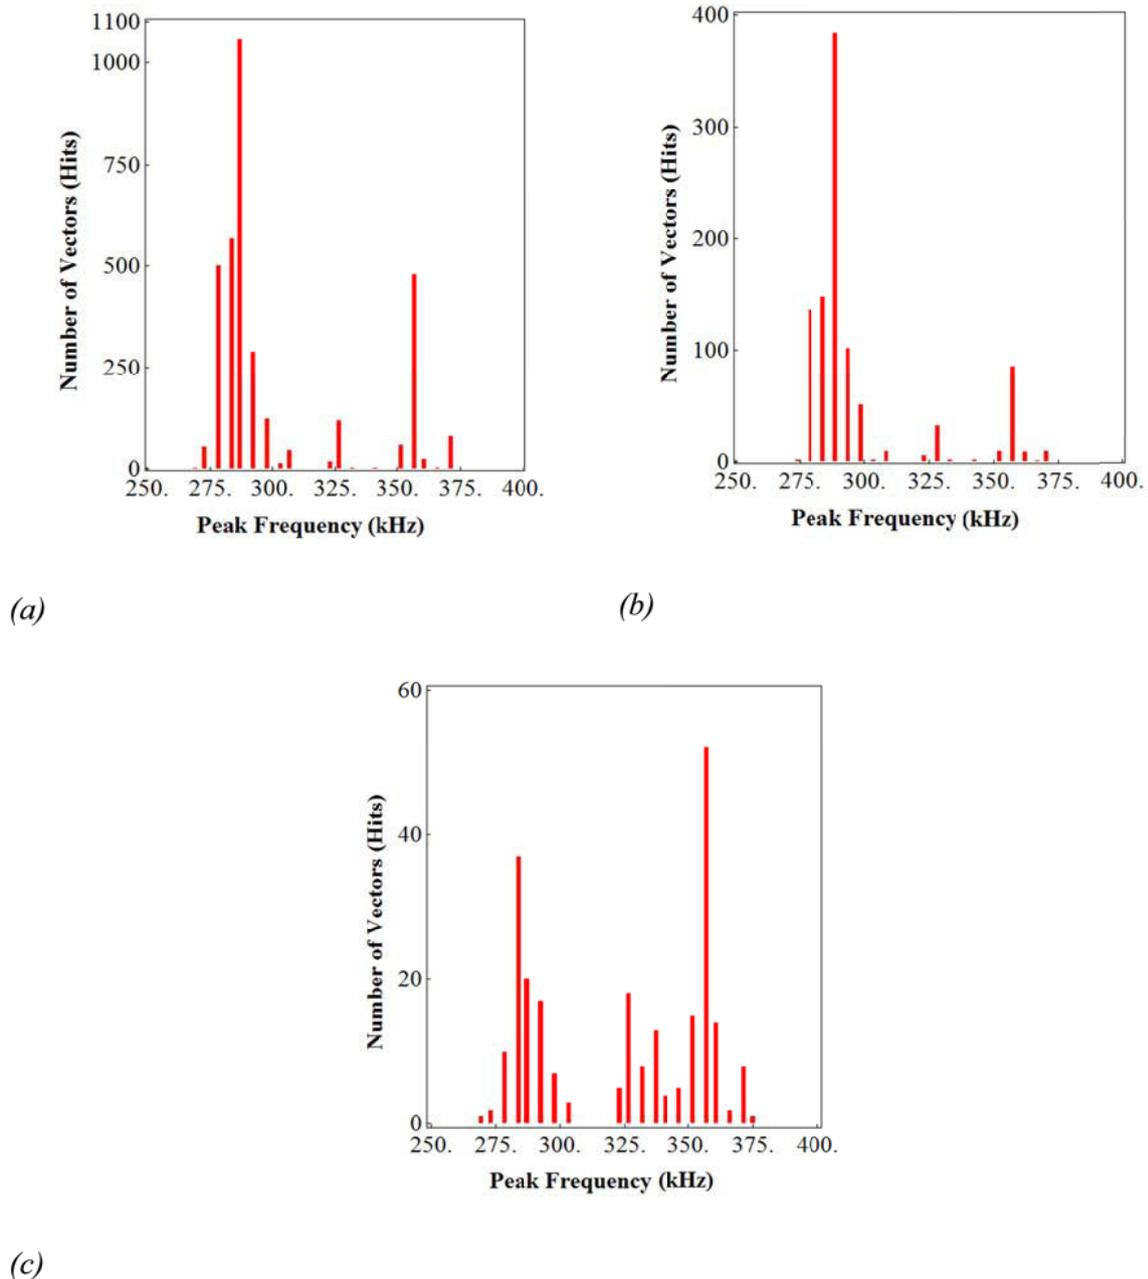 1100
1000
750
500
250
0
250. 275. 300. 325. 350. 375. 400.
Number of Vectors (Hits)
Peak Frequency (kHz)
(a)
400
300
200
100
0
250. 275. 300. 325. 350. 375. 400.
Number of Vectors (Hits)
Peak Frequency (kHz)
(b)
60
40
20
0
250. 275. 300. 325. 350. 375. 400.
Number of Vectors (Hits)
Peak Frequency (kHz)
(c)